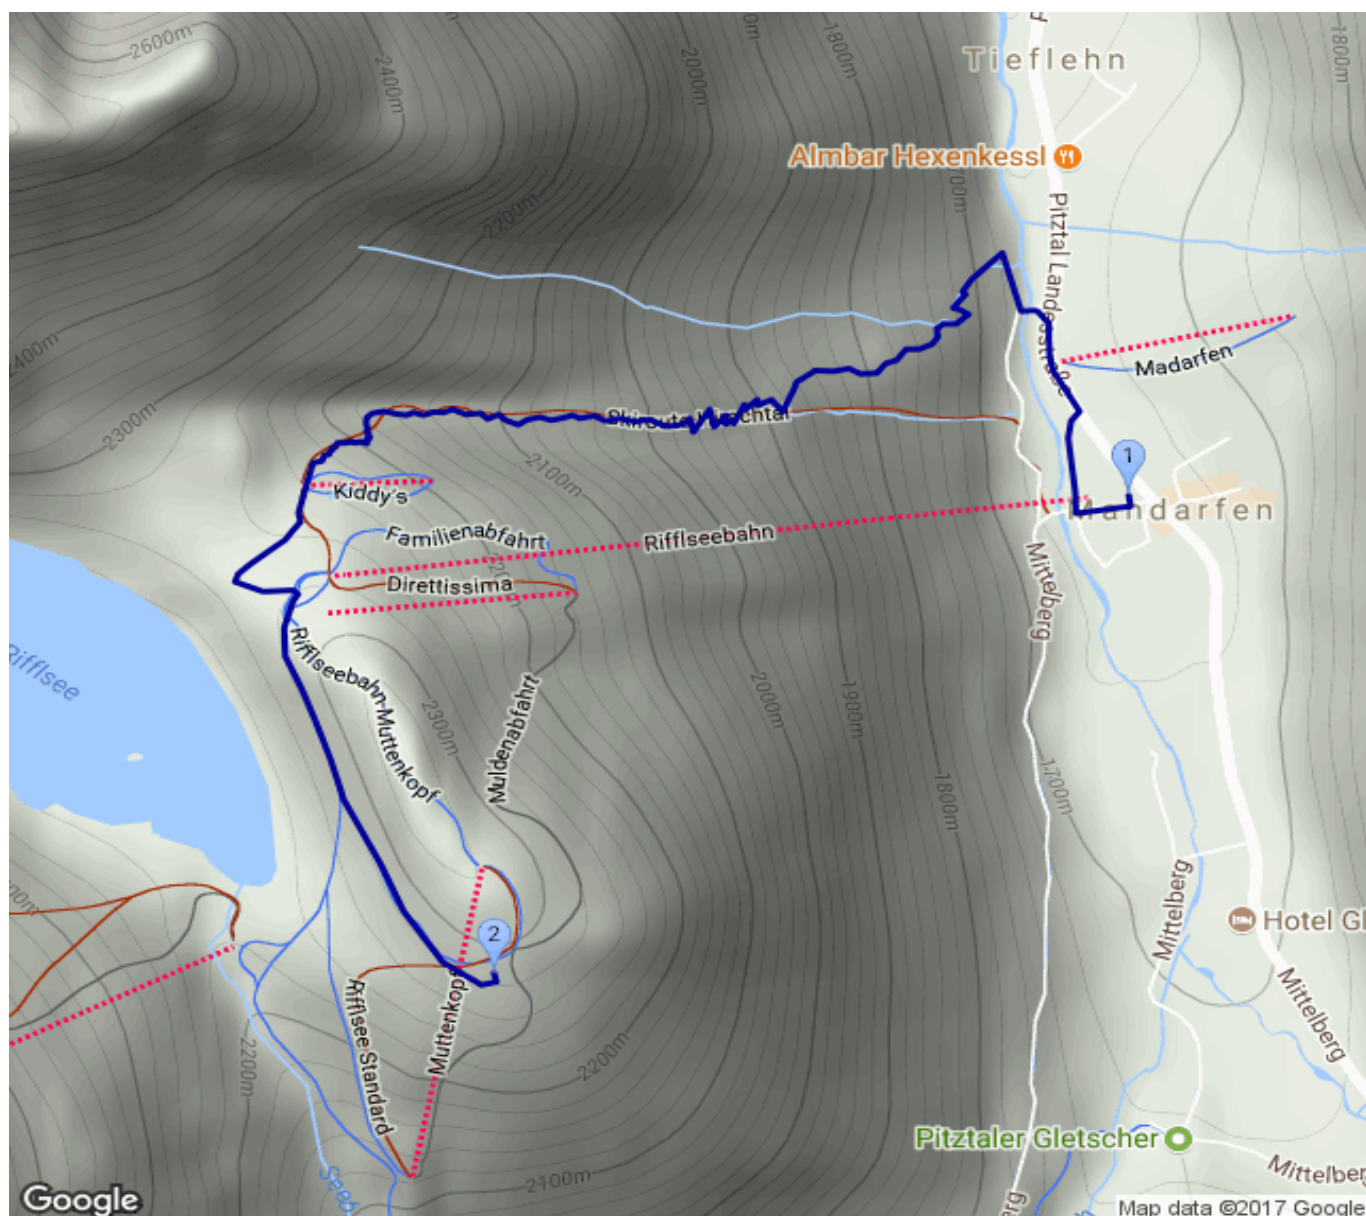 2600m
2400m
2000m
1800m
1800m
Tieflehn
Almbar Hexenkessl
2200m
Pitztal Landesstraße
2400m
Madarfen
2300m
2100m
1
Kiddy's
Mandarfen
Familienabfahrt
Rifflseebahn
Direttissima
Mittelberg
Rifflsee
Rifflseebahn-Muttenkopf
2300m
Muldenabfahrt
2000m
1900m
1800m
1700m
Mittelberg
Hotel Gl
2
Mittelberg
Rifflsee Standard
Muttenkopf
2200m
2200m
Pitztaler Gletscher
Mittelberg
2100m
Google
Map data ©2017 Google